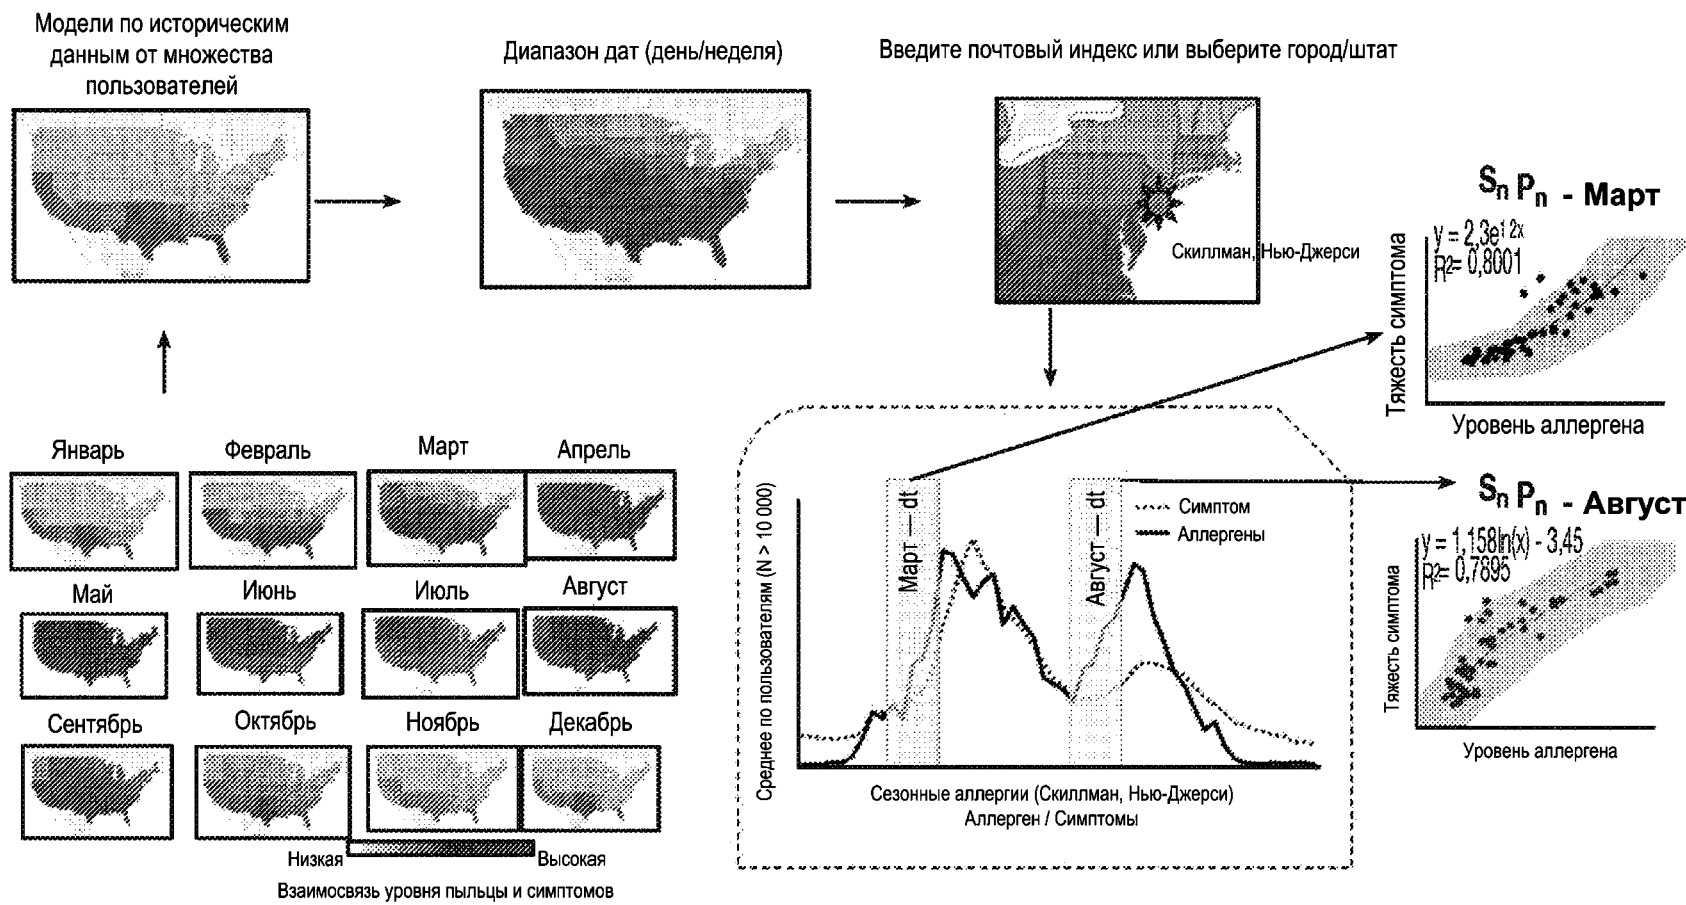 Модели по историческим
данным от множества
пользователей
Диапазон дат (день/неделя)
Введите почтовый индекс или выберите город/штат
Скиллман, Нью-Джерси
Sn Pn - Март
y = 2,3e1 2x
R2= 0,8001
Тяжесть симптома
Уровень аллергена
Январь
Февраль
Март
Апрель
Май
Июнь
Июль
Август
Сентябрь
Октябрь
Ноябрь
Декабрь
Низкая
Высокая
Взаимосвязь уровня пыльцы и симптомов
Среднее по пользователям (N > 10 000)
Март — dt
Август — dt
Симптом
Аллергены
Сезонные аллергии (Скиллман, Нью-Джерси)
Аллерген / Симптомы
Sn Pn - Август
y = 1,158ln(x) - 3,45
R2= 0,7895
Тяжесть симптома
Уровень аллергена